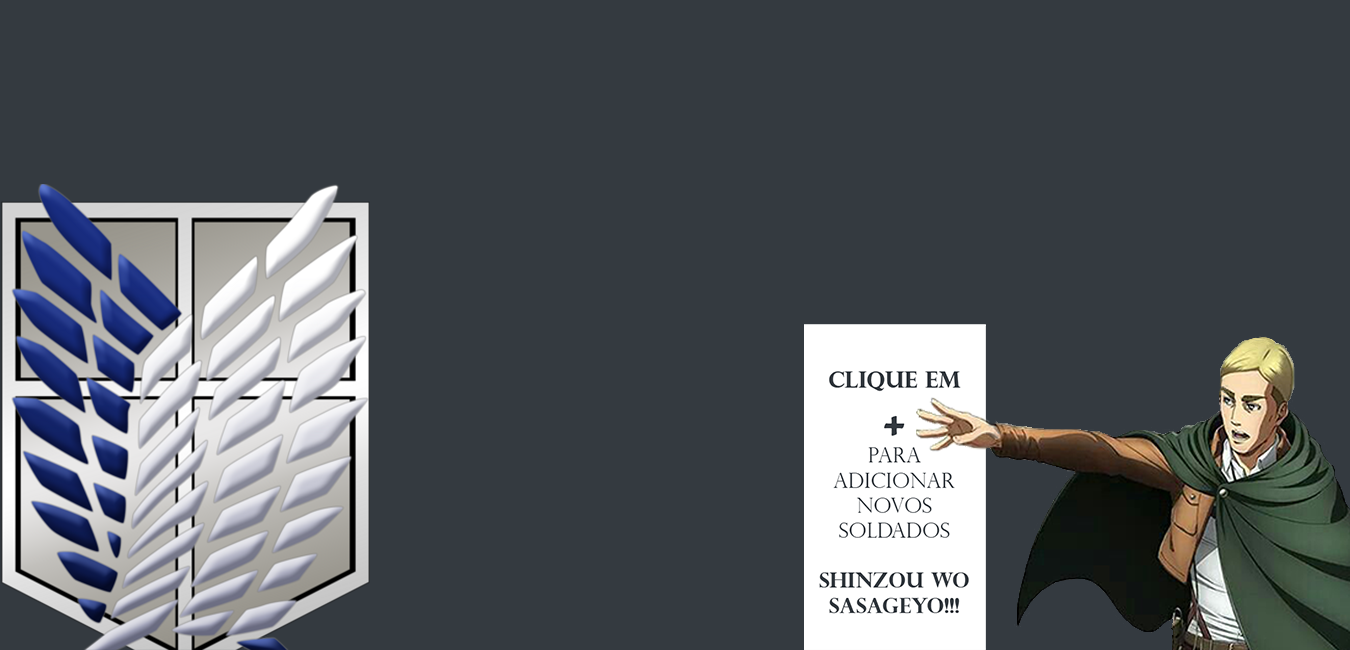 CLIQUE EM
+
PARA
ADICIONAR
NOVOS
SOLDADOS
SHINZOU WO
SASAGEYO!!!